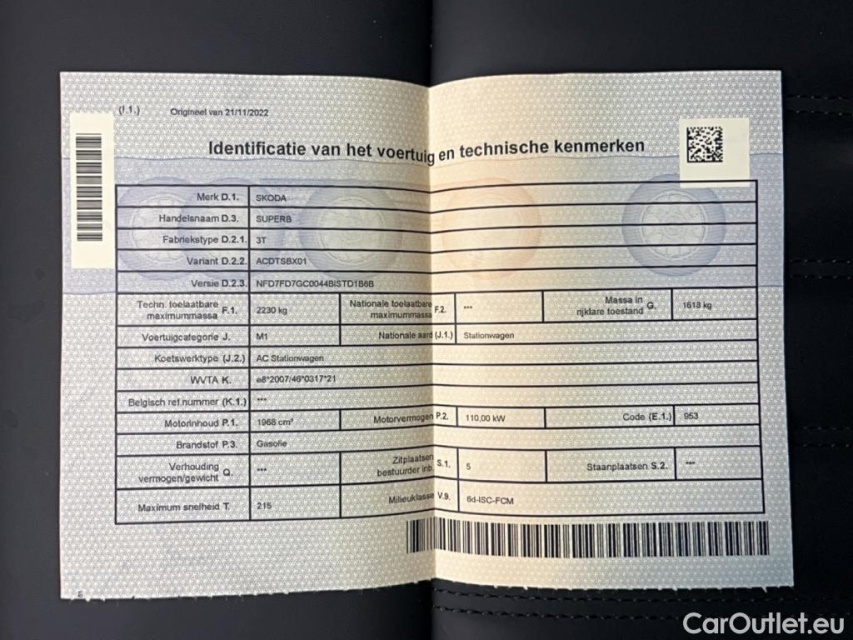 (I.1.) Origineel van 21/11/2022
Identificatie van het voertuig en technische kenmerken
Merk D.1. SKODA
Handelsnaam D.3. SUPERB
Fabriekstype D.2.1. 3T
Variant D.2.2. ACDTSBX01
Versie D.2.3. NFD7FD7GC0044BISTD1B6B
Techn. toelaatbare maximummassa F.1. 2230 kg Nationale toelaatbare maximummassa F.2. *** Massa in rijklare toestand G. 1618 kg
Voertuigcategorie J. M1 Nationale aard (J.1.) Stationwagen
Koetswerktype (J.2.) AC Stationwagen
WVTA K. e8*2007/46*0317*21
Belgisch ref.nummer (K.1.) ***
Motorinhoud P.1. 1968 cm³ Motorvermogen P.2. 110,00 kW Code (E.1.) 953
Brandstof P.3. Gasolie
Verhouding vermogen/gewicht Q. *** Zitplaatsen bestuurder inb. S.1. 5 Staanplaatsen S.2. ***
Maximum snelheid T. 215 Milieuklasse V.9. 6d-ISC-FCM
CarOutlet.eu